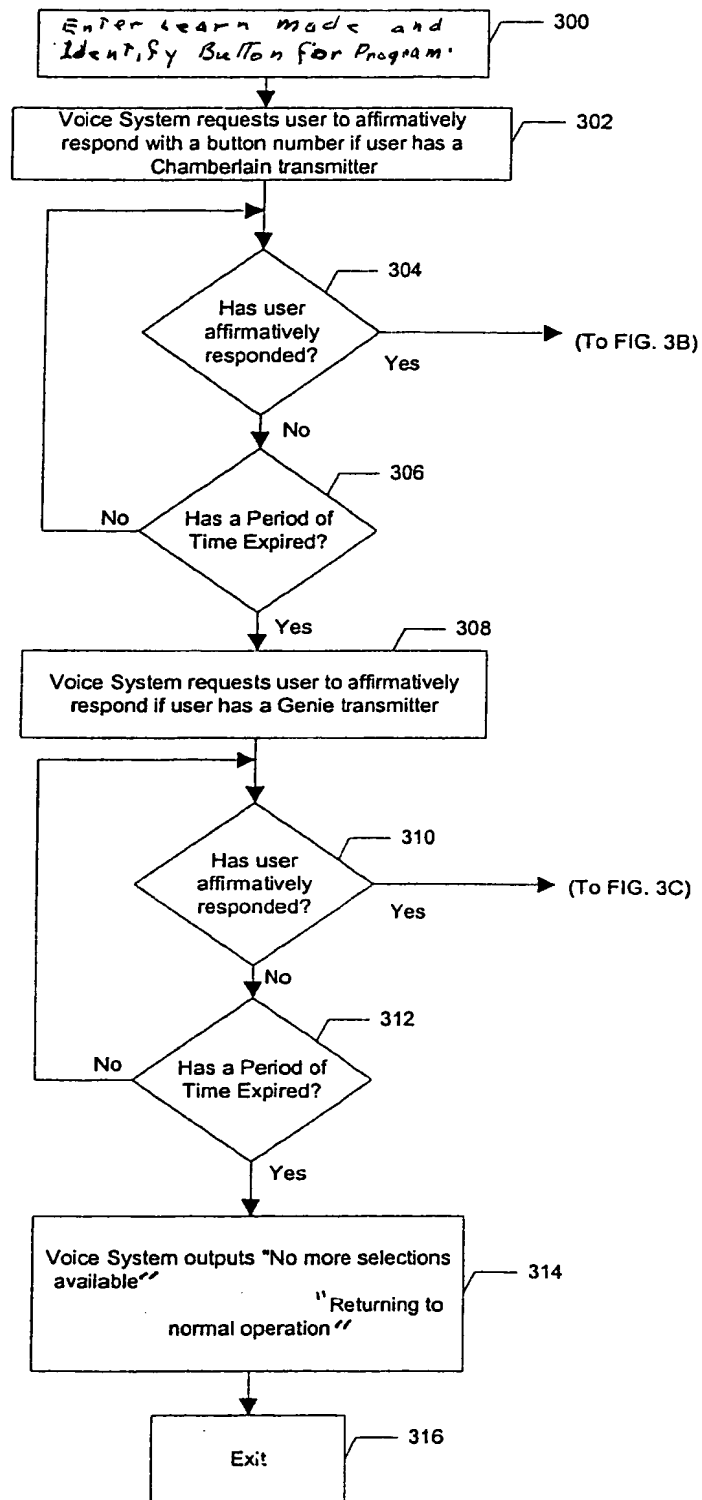 Enter Learn Mode and
Identify Button for Program.
300
Voice System requests user to affirmatively
respond with a button number if user has a
Chamberlain transmitter
302
304
Has user
affirmatively
responded?
Yes
(To FIG. 3B)
No
306
Has a Period of
Time Expired?
No
Yes
308
Voice System requests user to affirmatively
respond if user has a Genie transmitter
310
Has user
affirmatively
responded?
Yes
(To FIG. 3C)
No
312
Has a Period of
Time Expired?
No
Yes
Voice System outputs "No more selections
available"
"Returning to
normal operation"
314
Exit
316